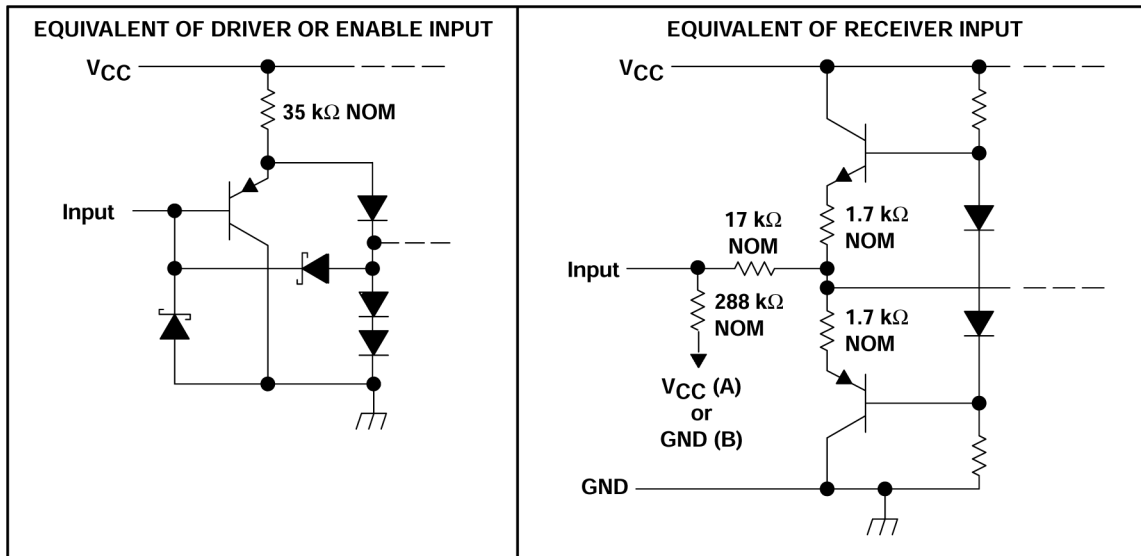 EQUIVALENT OF DRIVER OR ENABLE INPUT
VCC
35 kΩ NOM
Input
EQUIVALENT OF RECEIVER INPUT
VCC
1.7 kΩ
NOM
17 kΩ
NOM
Input
288 kΩ
NOM
1.7 kΩ
NOM
VCC (A)
or
GND (B)
GND